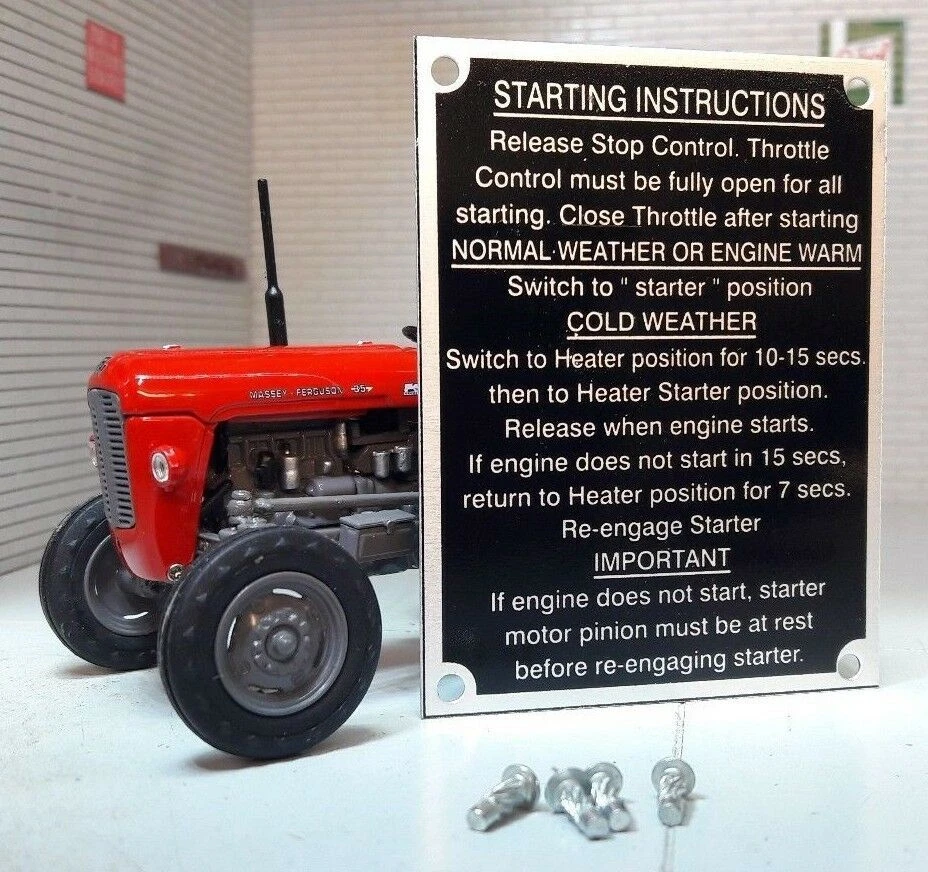 STARTING INSTRUCTIONS
Release Stop Control. Throttle
Control must be fully open for all
starting. Close Throttle after starting
NORMAL WEATHER OR ENGINE WARM
Switch to " starter " position
COLD WEATHER
Switch to Heater position for 10-15 secs.
then to Heater Starter position.
Release when engine starts.
If engine does not start in 15 secs,
return to Heater position for 7 secs.
Re-engage Starter
IMPORTANT
If engine does not start, starter
motor pinion must be at rest
before re-engaging starter.
MASSEY-FERGUSON 35